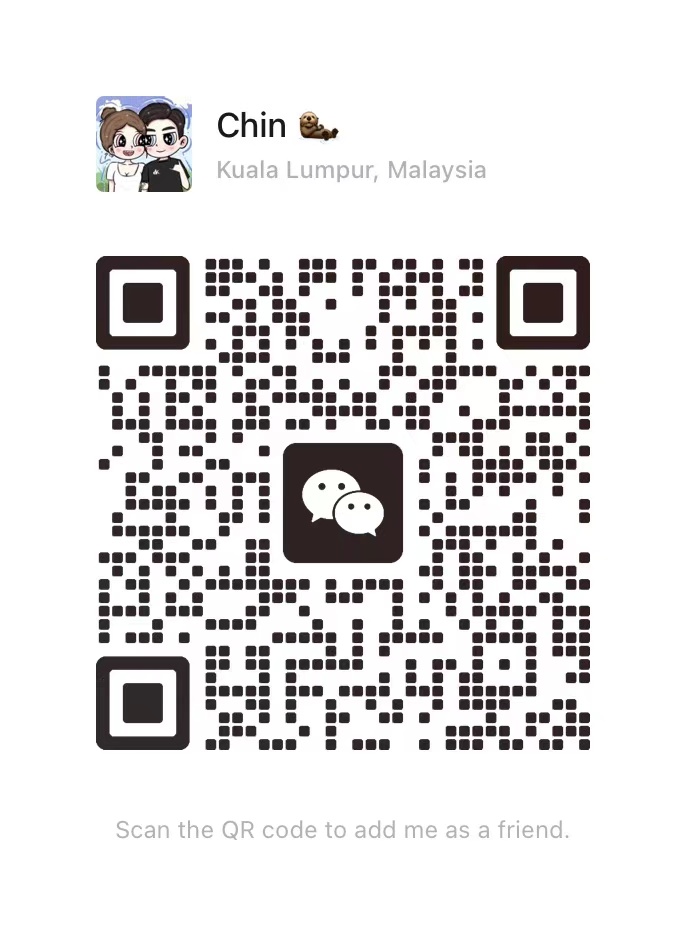 Chin 🦦
Kuala Lumpur, Malaysia
Scan the QR code to add me as a friend.